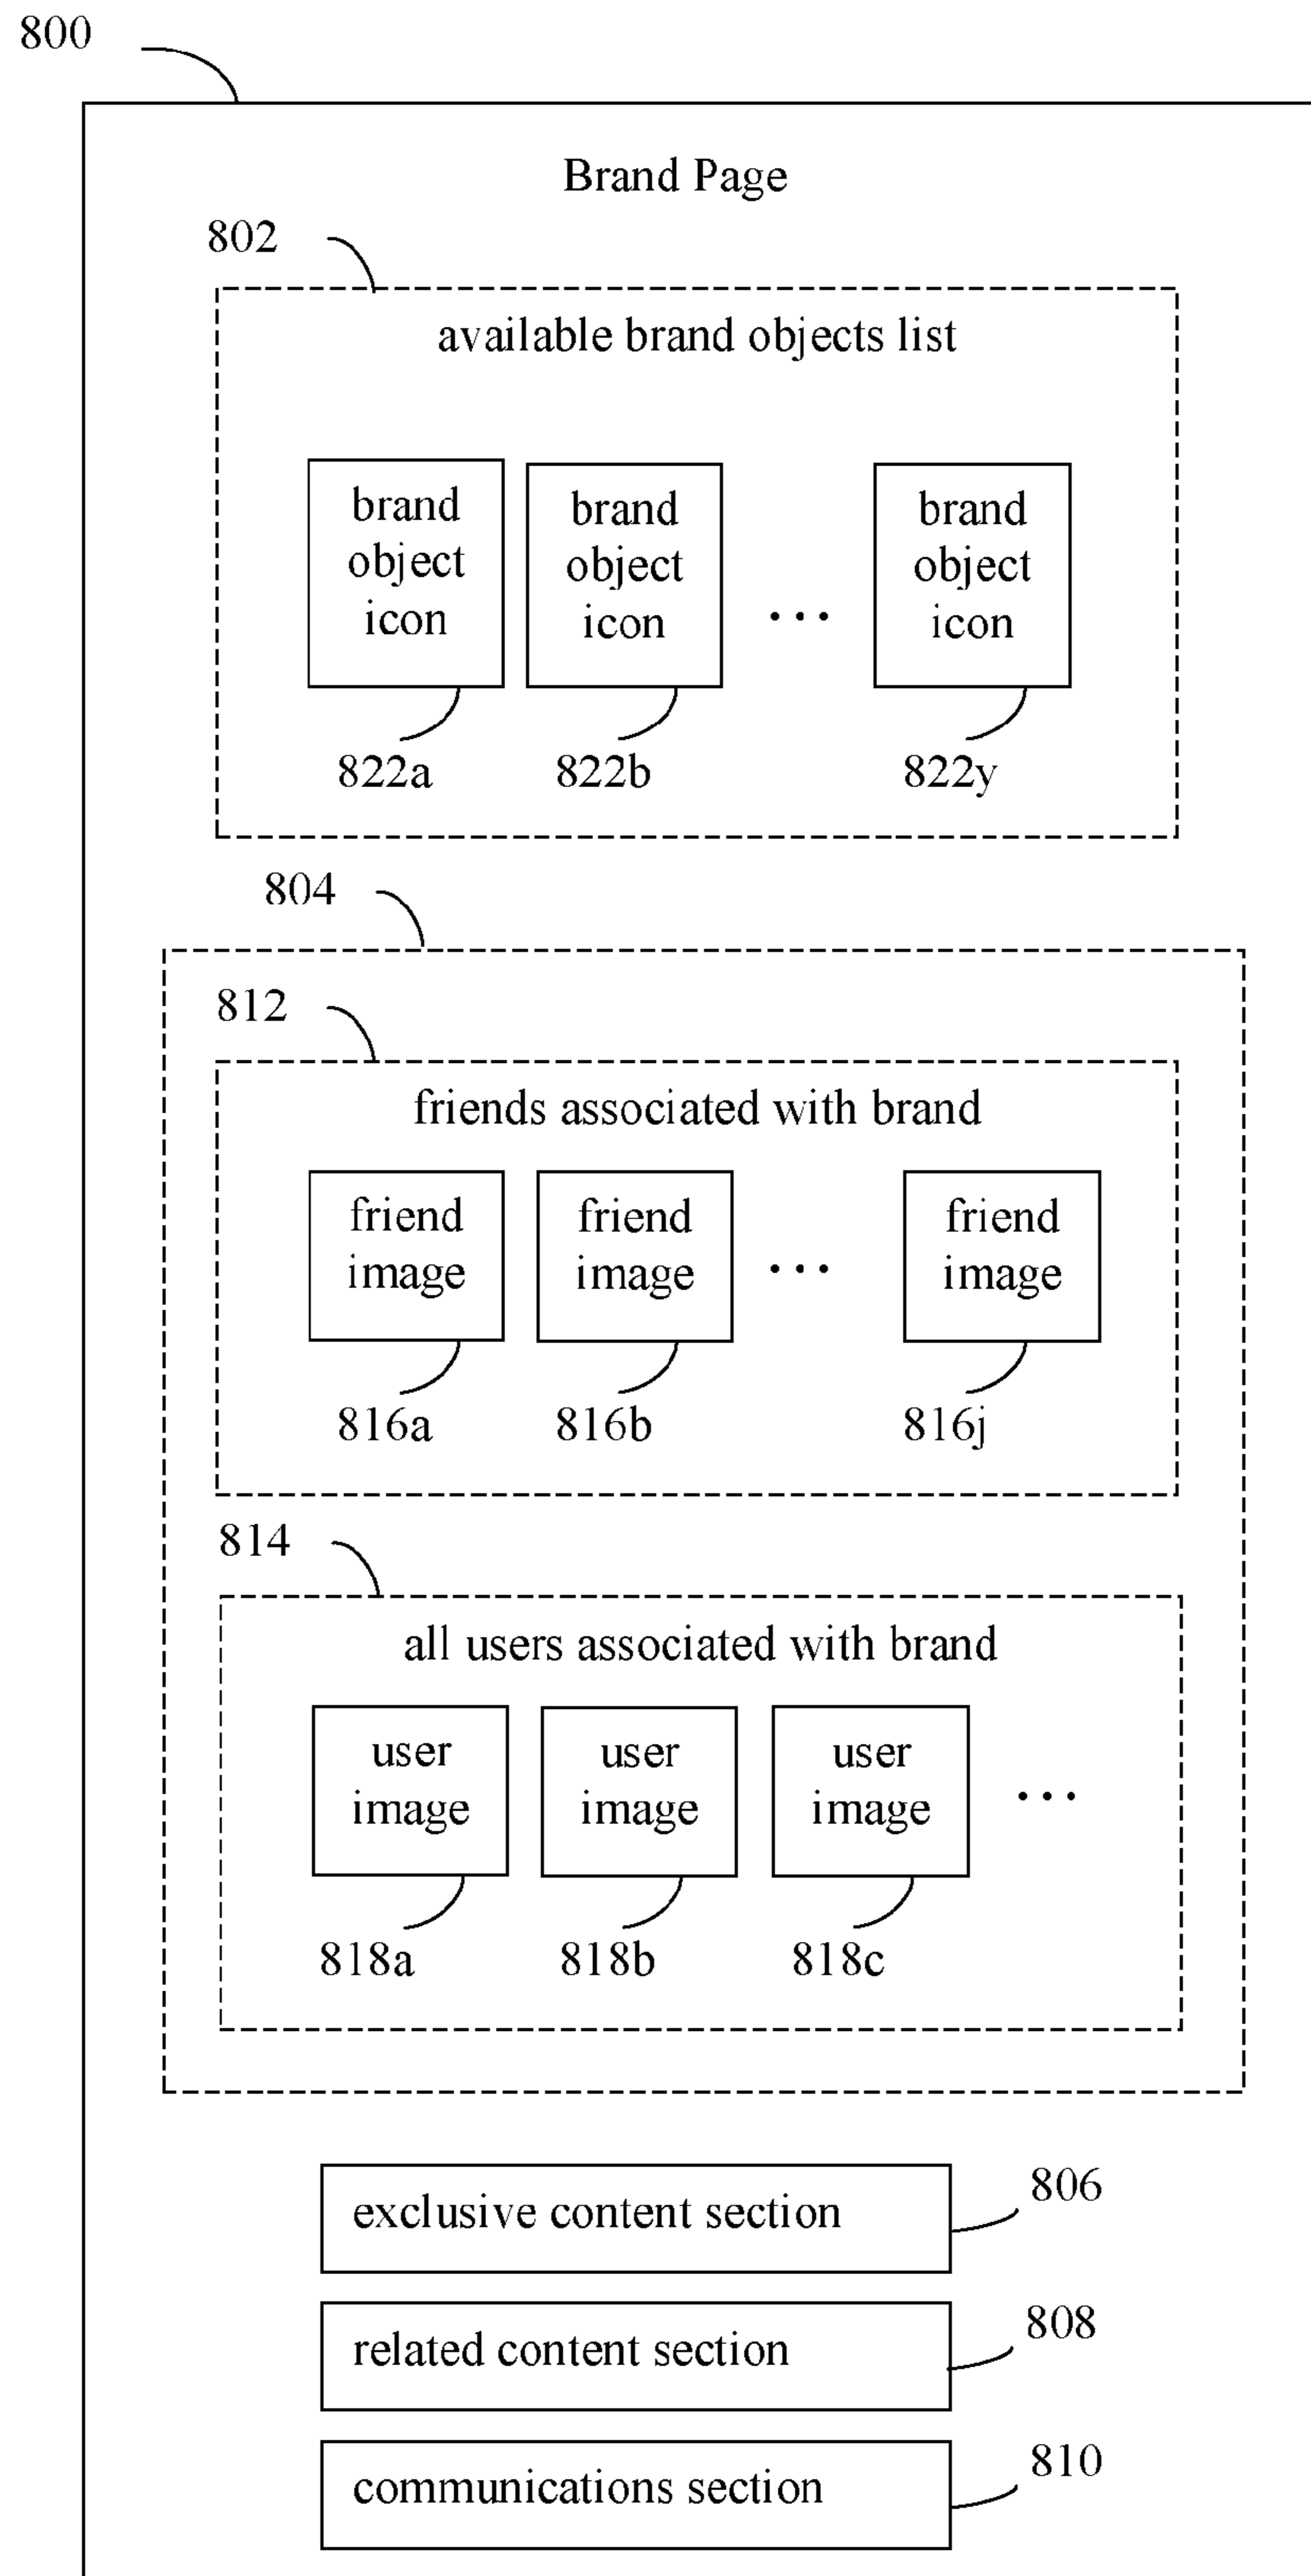 800
Brand Page
802
available brand objects list
brand
object
icon
brand
object
icon
brand
object
icon
...
822a
822b
822y
804
812
friends associated with brand
friend
image
friend
image
...
friend
image
816a
816b
816j
814
all users associated with brand
user
image
user
image
user
image
...
818a
818b
818c
exclusive content section
806
related content section
808
communications section
810